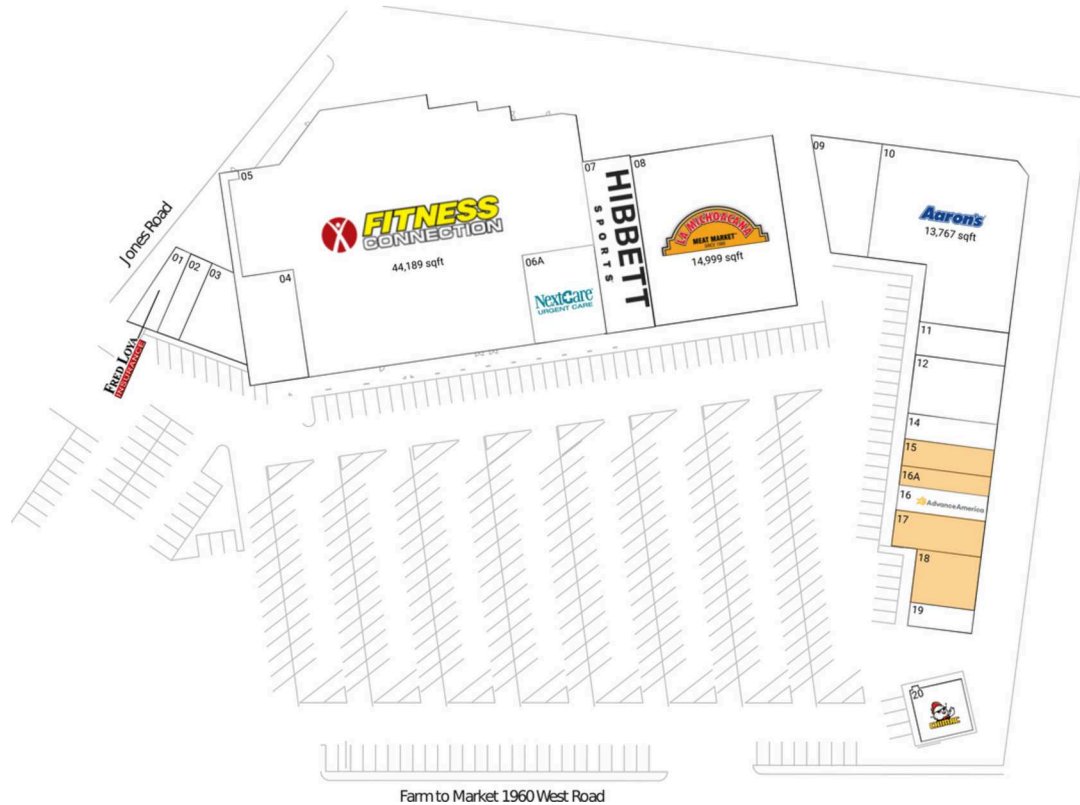 Jones Road
01
02
03
FRED LOYA
INSURANCE
04
05
FITNESS
CONNECTION
44,189 sqft
06A
NextCare
URGENT CARE
07
HIBBETT
SPORTS
08
LA MICHOACANA
MEAT MARKET
14,999 sqft
09
10
Aaron's
13,767 sqft
11
12
14
15
16A
16
AdvanceAmerica
17
18
19
20
Farm to Market 1960 West Road